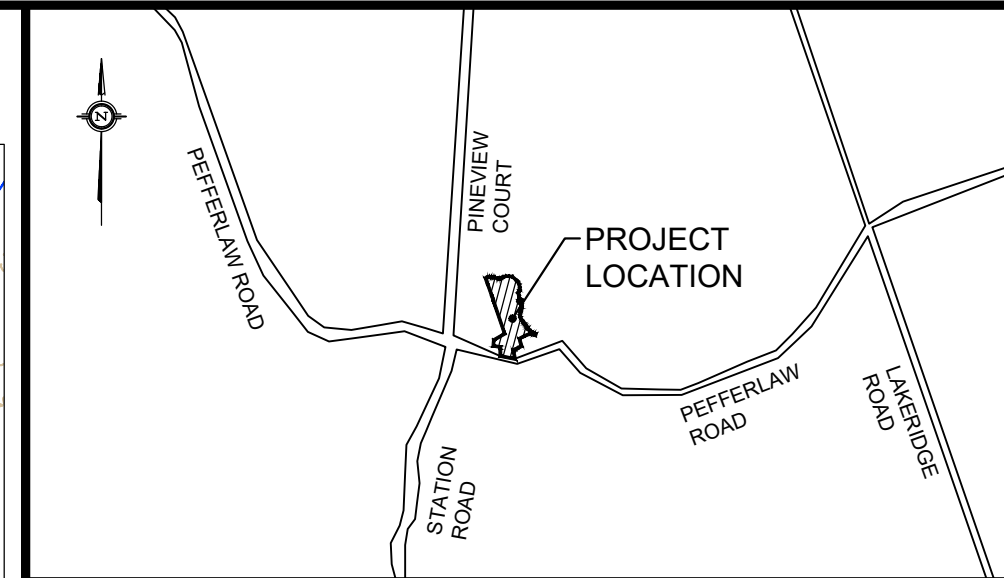 N
PEFFERLAW ROAD
PINEVIEW
COURT
PROJECT
LOCATION
PEFFERLAW
ROAD
LAKERIDGE
ROAD
STATION
ROAD